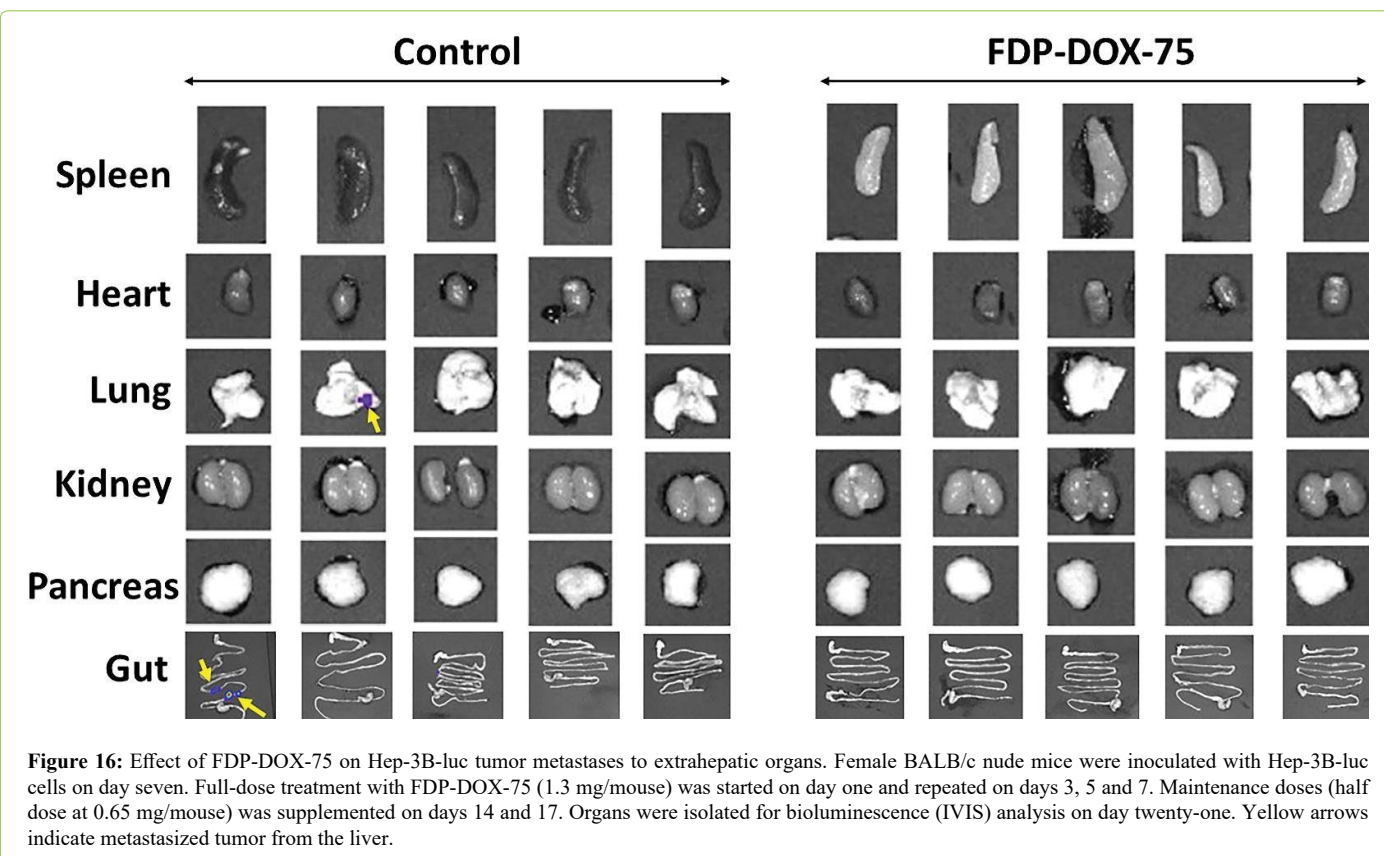 Control
FDP-DOX-75
Spleen
Heart
Lung
Kidney
Pancreas
Gut
Figure 16: Effect of FDP-DOX-75 on Hep-3B-luc tumor metastases to extrahepatic organs. Female BALB/c nude mice were inoculated with Hep-3B-luc
cells on day seven. Full-dose treatment with FDP-DOX-75 (1.3 mg/mouse) was started on day one and repeated on days 3, 5 and 7. Maintenance doses (half
dose at 0.65 mg/mouse) was supplemented on days 14 and 17. Organs were isolated for bioluminescence (IVIS) analysis on day twenty-one. Yellow arrows
indicate metastasized tumor from the liver.